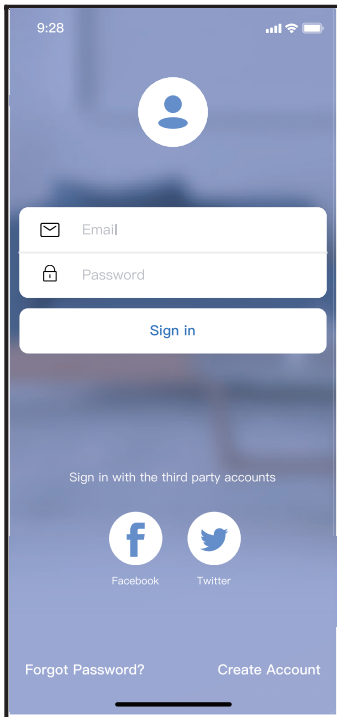 9:28
Email
Password
Sign in
Sign in with the third party accounts
Facebook
Twitter
Forgot Password?
Create Account